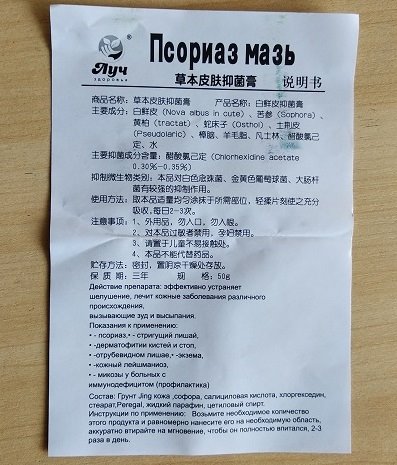 ®
Луч
здоровья
Псориаз мазь
草本皮肤抑菌膏 说明书
商品名称：草本皮肤抑菌膏 产品名称：白鲜皮抑菌膏
主要成分：白鲜皮（Nova albus in cute）、苦参（Sophora）、
黄柏（tractat）、蛇床子（Osthol）、土荆皮
（Pseudolaric）、樟脑、羊毛脂、凡士林、醋酸氯己
定、水
主要抑菌成分含量：醋酸氯己定（Chlorhexidine acetate
0.30%-0.35%）
抑制微生物类别：本品对白色念珠菌、金黄色葡萄球菌、大肠杆
菌有较强的抑制作用。
使用方法：取本品适量均匀涂抹于所需部位，轻揉片刻使之充分
吸收，每日2-3次。
注意事项：1、外用品，勿入口，勿入眼。
2、对本品过敏者禁用，孕妇禁用。
3、请置于儿童不易接触处。
4、本品不能代替药品。
贮存方法：密封，置阴凉干燥处存放。
保 质 期：三年 规 格：50g
Действие препарата: эффективно устраняет
шелушение, лечит кожные заболевания различного
происхождения,
вызывающие зуд и высыпания.
Показания к применению:
• - псориаз,• - стригущий лишай,
•-дерматофитии кистей и стоп,
•-отрубевидном лишае,• -экзема,
•-кожный лейшманиоз,
• - микозы у больных с
иммунодефицитом (профилактика)
Состав: Грунт Jing кожа ,софора, салициловая кислота, хлоргекседин,
стеарат,Peregal, жидкий парафин, цетиловый спирт.
Инструкции по применению: Возьмите необходимое количество
этого продукта и равномерно нанесите его на необходимую область,
аккуратно втирайте на мгновение, чтобы он полностью впитался, 2-3
раза в день.